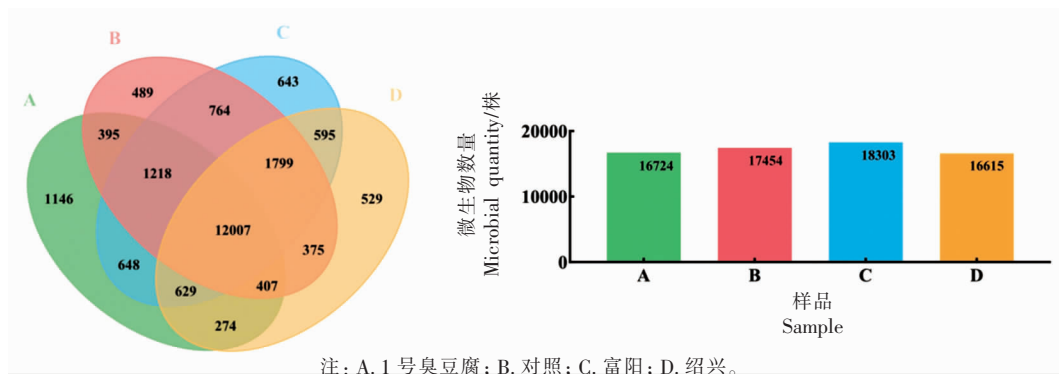 A
B
C
D
489
764
643
395
595
1218
1799
1146
529
12007
375
648
629
407
274
微生物数量
Microbial quantity/株
20000
10000
0
16724
17454
18303
16615
A B C D
样品
Sample
注: A. 1 号臭豆腐; B. 对照; C. 富阳; D. 绍兴。